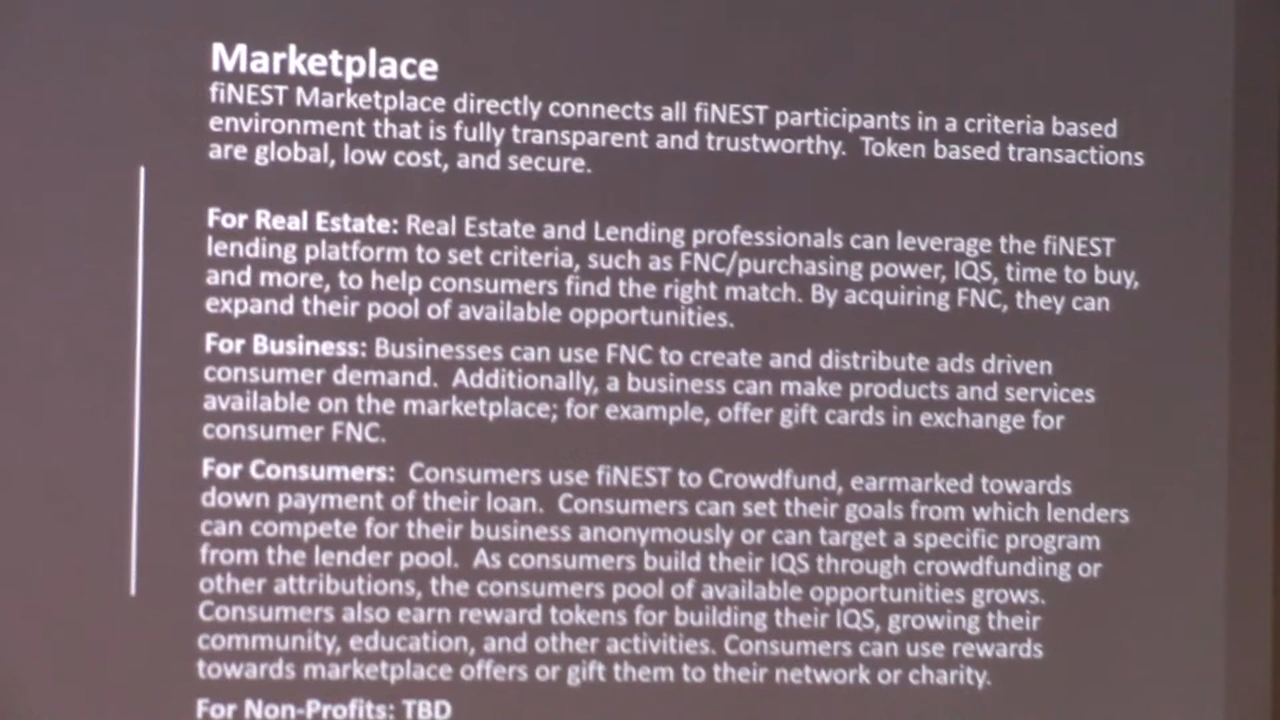 Marketplace
fiNEST Marketplace directly connects all fiNEST participants in a criteria based
environment that is fully transparent and trustworthy.  Token based transactions
are global, low cost, and secure.
For Real Estate: Real Estate and Lending professionals can leverage the fiNEST
lending platform to set criteria, such as FNC/purchasing power, IQS, time to buy,
and more, to help consumers find the right match. By acquiring FNC, they can
expand their pool of available opportunities.
For Business: Businesses can use FNC to create and distribute ads driven
consumer demand.  Additionally, a business can make products and services
available on the marketplace; for example, offer gift cards in exchange for
consumer FNC.
For Consumers:  Consumers use fiNEST to Crowdfund, earmarked towards
down payment of their loan.  Consumers can set their goals from which lenders
can compete for their business anonymously or can target a specific program
from the lender pool.  As consumers build their IQS through crowdfunding or
other attributions, the consumers pool of available opportunities grows.
Consumers also earn reward tokens for building their IQS, growing their
community, education, and other activities. Consumers can use rewards
towards marketplace offers or gift them to their network or charity.
For Non-Profits: TBD